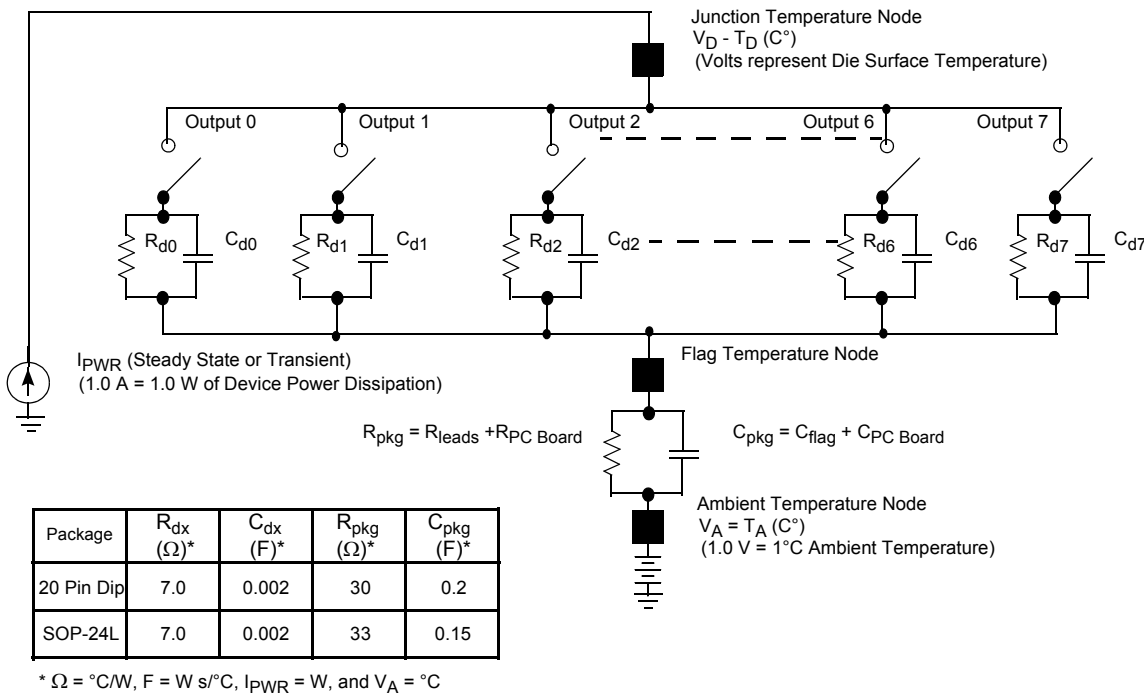 Junction Temperature Node
V_D - T_D (C°)
(Volts represent Die Surface Temperature)
Output 0
Output 1
Output 2
Output 6
Output 7
R_d0
C_d0
R_d1
C_d1
R_d2
C_d2
R_d6
C_d6
R_d7
C_d7
I_PWR (Steady State or Transient)
(1.0 A = 1.0 W of Device Power Dissipation)
Flag Temperature Node
R_pkg = R_leads +R_PC Board
C_pkg = C_flag + C_PC Board
Ambient Temperature Node
V_A = T_A (C°)
(1.0 V = 1°C Ambient Temperature)
Package R_dx (Ω)* C_dx (F)* R_pkg (Ω)* C_pkg (F)*
20 Pin Dip 7.0 0.002 30 0.2
SOP-24L 7.0 0.002 33 0.15
* Ω = °C/W, F = W s/°C, I_PWR = W, and V_A = °C